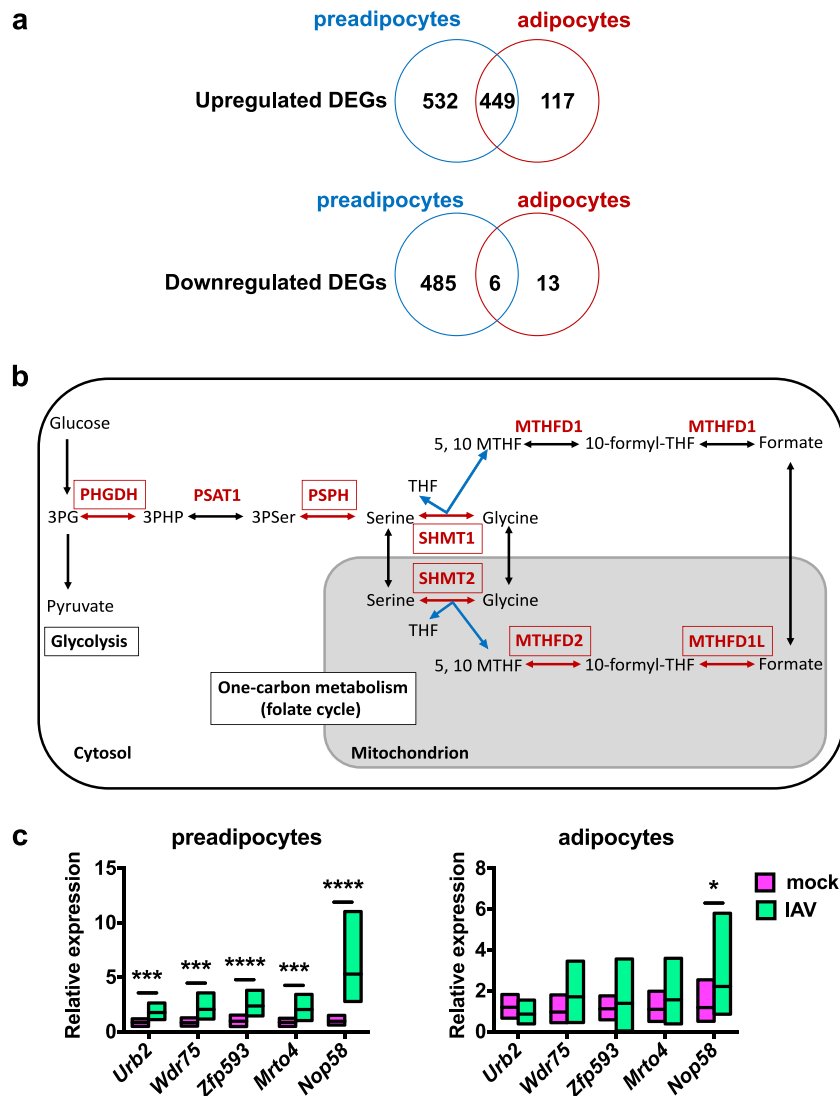 a
preadipocytes adipocytes
Upregulated DEGs 532 449 117
preadipocytes adipocytes
Downregulated DEGs 485 6 13
b
Glucose
MTHFD1 MTHFD1
5, 10 MTHF 10-formyl-THF Formate
THF
PHGDH PSAT1 PSPH
3PG 3PHP 3PSer Serine Glycine
SHMT1
SHMT2
Pyruvate Serine Glycine
Glycolysis
THF
MTHFD2 MTHFD1L
5, 10 MTHF 10-formyl-THF Formate
One-carbon metabolism
(folate cycle)
Cytosol Mitochondrion
c
preadipocytes
Relative expression
15
10
5
0
*** *** **** *** ****
Urb2 Wdr75 Zfp593 Mrto4 Nop58
adipocytes
Relative expression
8
6
4
2
0
*
Urb2 Wdr75 Zfp593 Mrto4 Nop58
mock
IAV